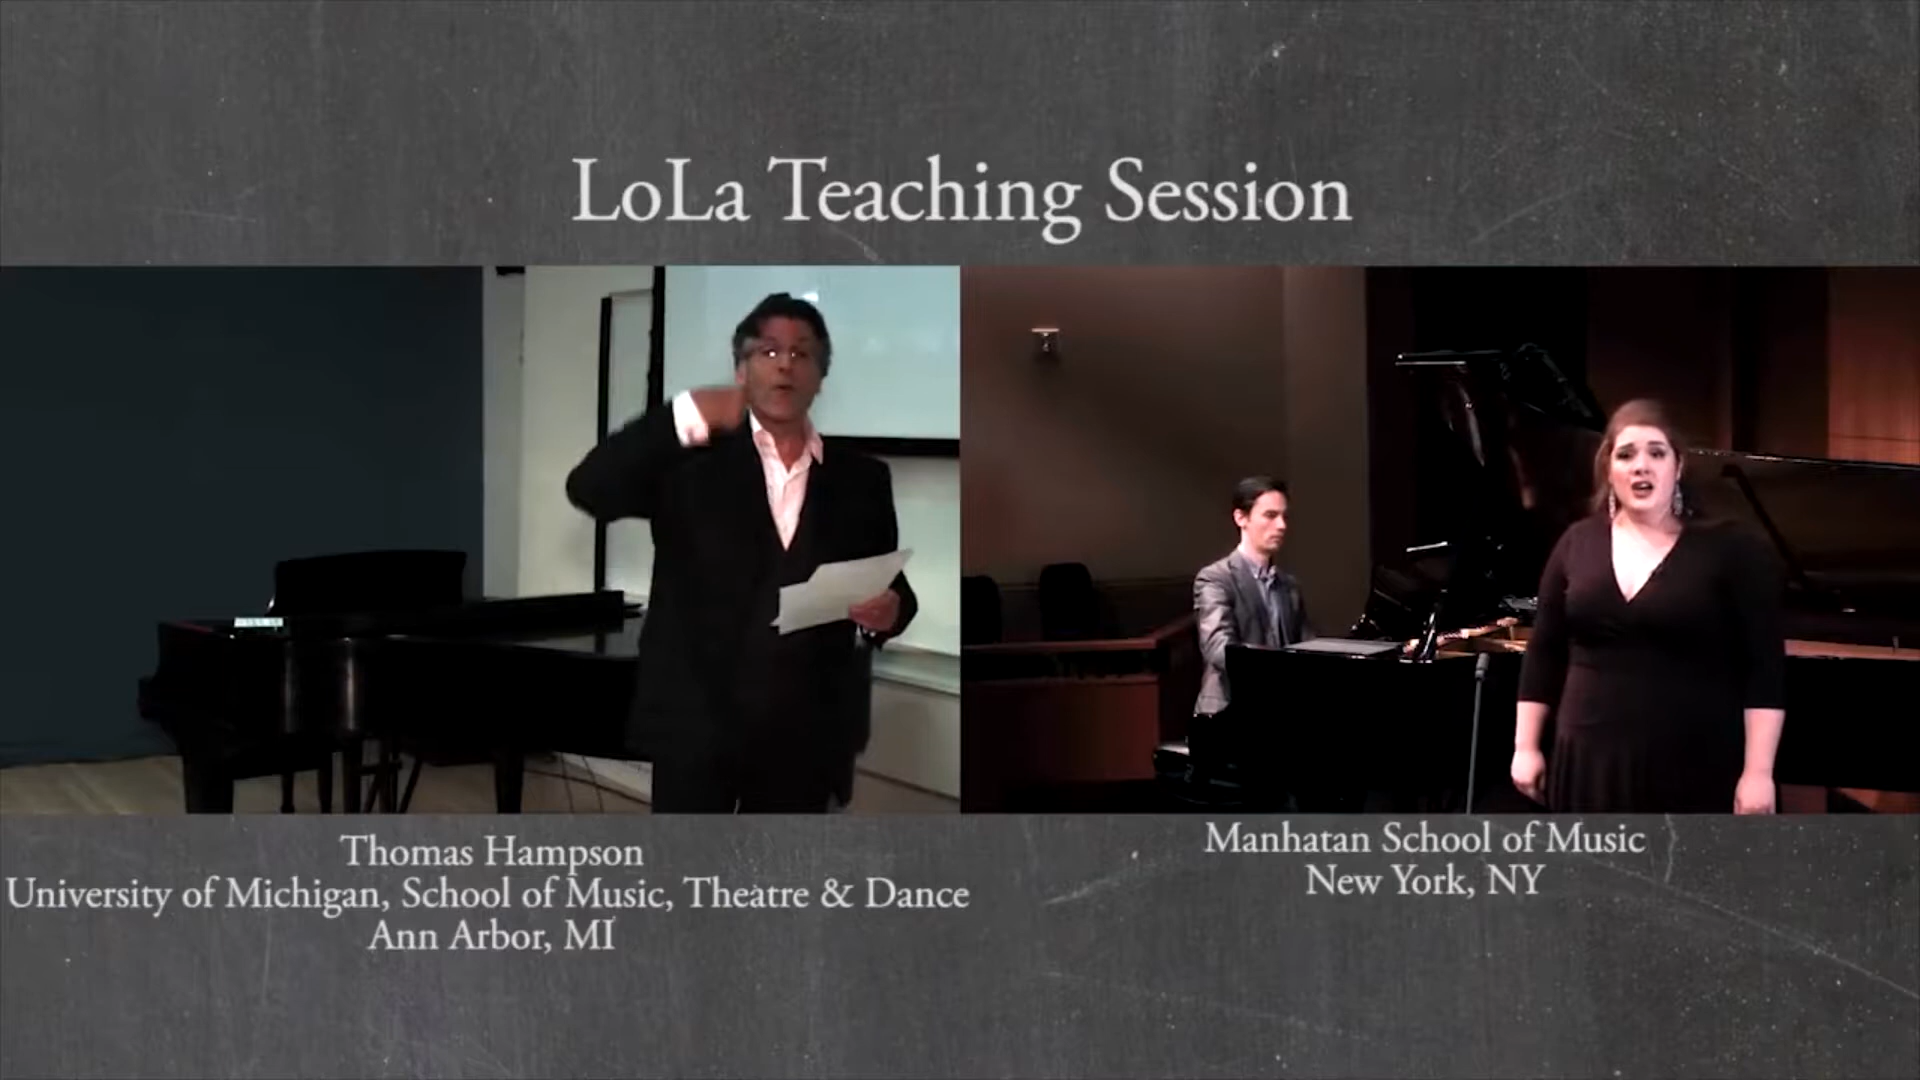 LoLa Teaching Session
Thomas Hampson
University of Michigan, School of Music, Theatre & Dance
Ann Arbor, MI
Manhatan School of Music
New York, NY